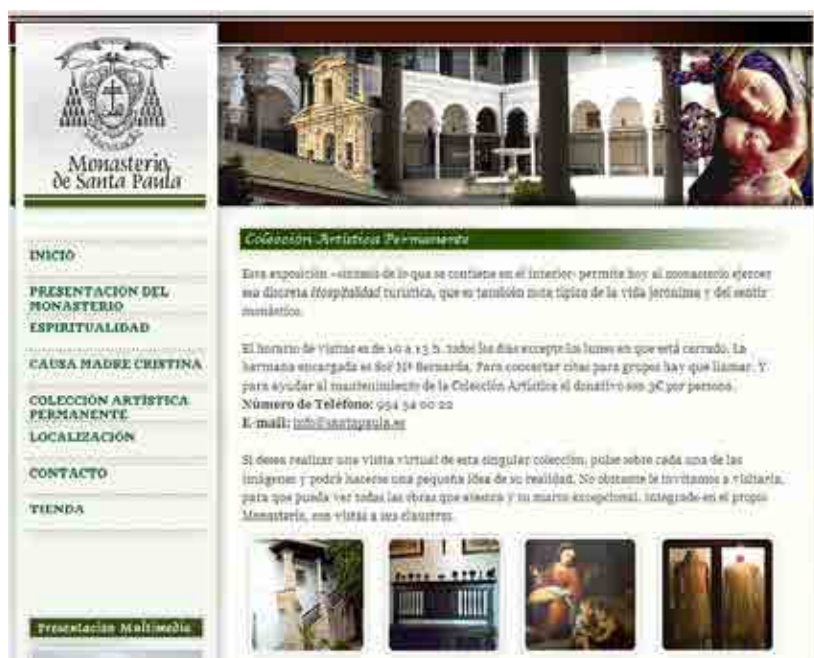 Monasterio
de Santa Paula
INICIO
PRESENTACIÓN DEL
MONASTERIO
ESPIRITUALIDAD
CAUSA MADRE CRISTINA
COLECCIÓN ARTÍSTICA
PERMANENTE
LOCALIZACIÓN
CONTACTO
TIENDA
Presentación Multimedia
Colección Artística Permanente
Esta exposición -síntesis de lo que se contiene en el interior- permite hoy al monasterio ejercer
esa discreta Hospitalidad turística, que es también nota típica de la vida jerónima y del sentir
monástico.
El horario de visitas es de 10 a 13 h. todos los días excepto los lunes en que está cerrado. La
hermana encargada es Sor Mª Bernarda. Para concertar citas para grupos hay que llamar. Y
para ayudar al mantenimiento de la Colección Artística el donativo son 3€ por persona.
Número de Teléfono: 954 54 00 22
E-mail: info@santapaula.es
Si desea realizar una visita virtual de esta singular colección, pulse sobre cada una de las
imágenes y podrá hacerse una pequeña idea de su realidad. No obstante le invitamos a visitarla,
para que pueda ver todas las obras que atesora y su marco excepcional, integrado en el propio
Monasterio, con vistas a sus claustros.